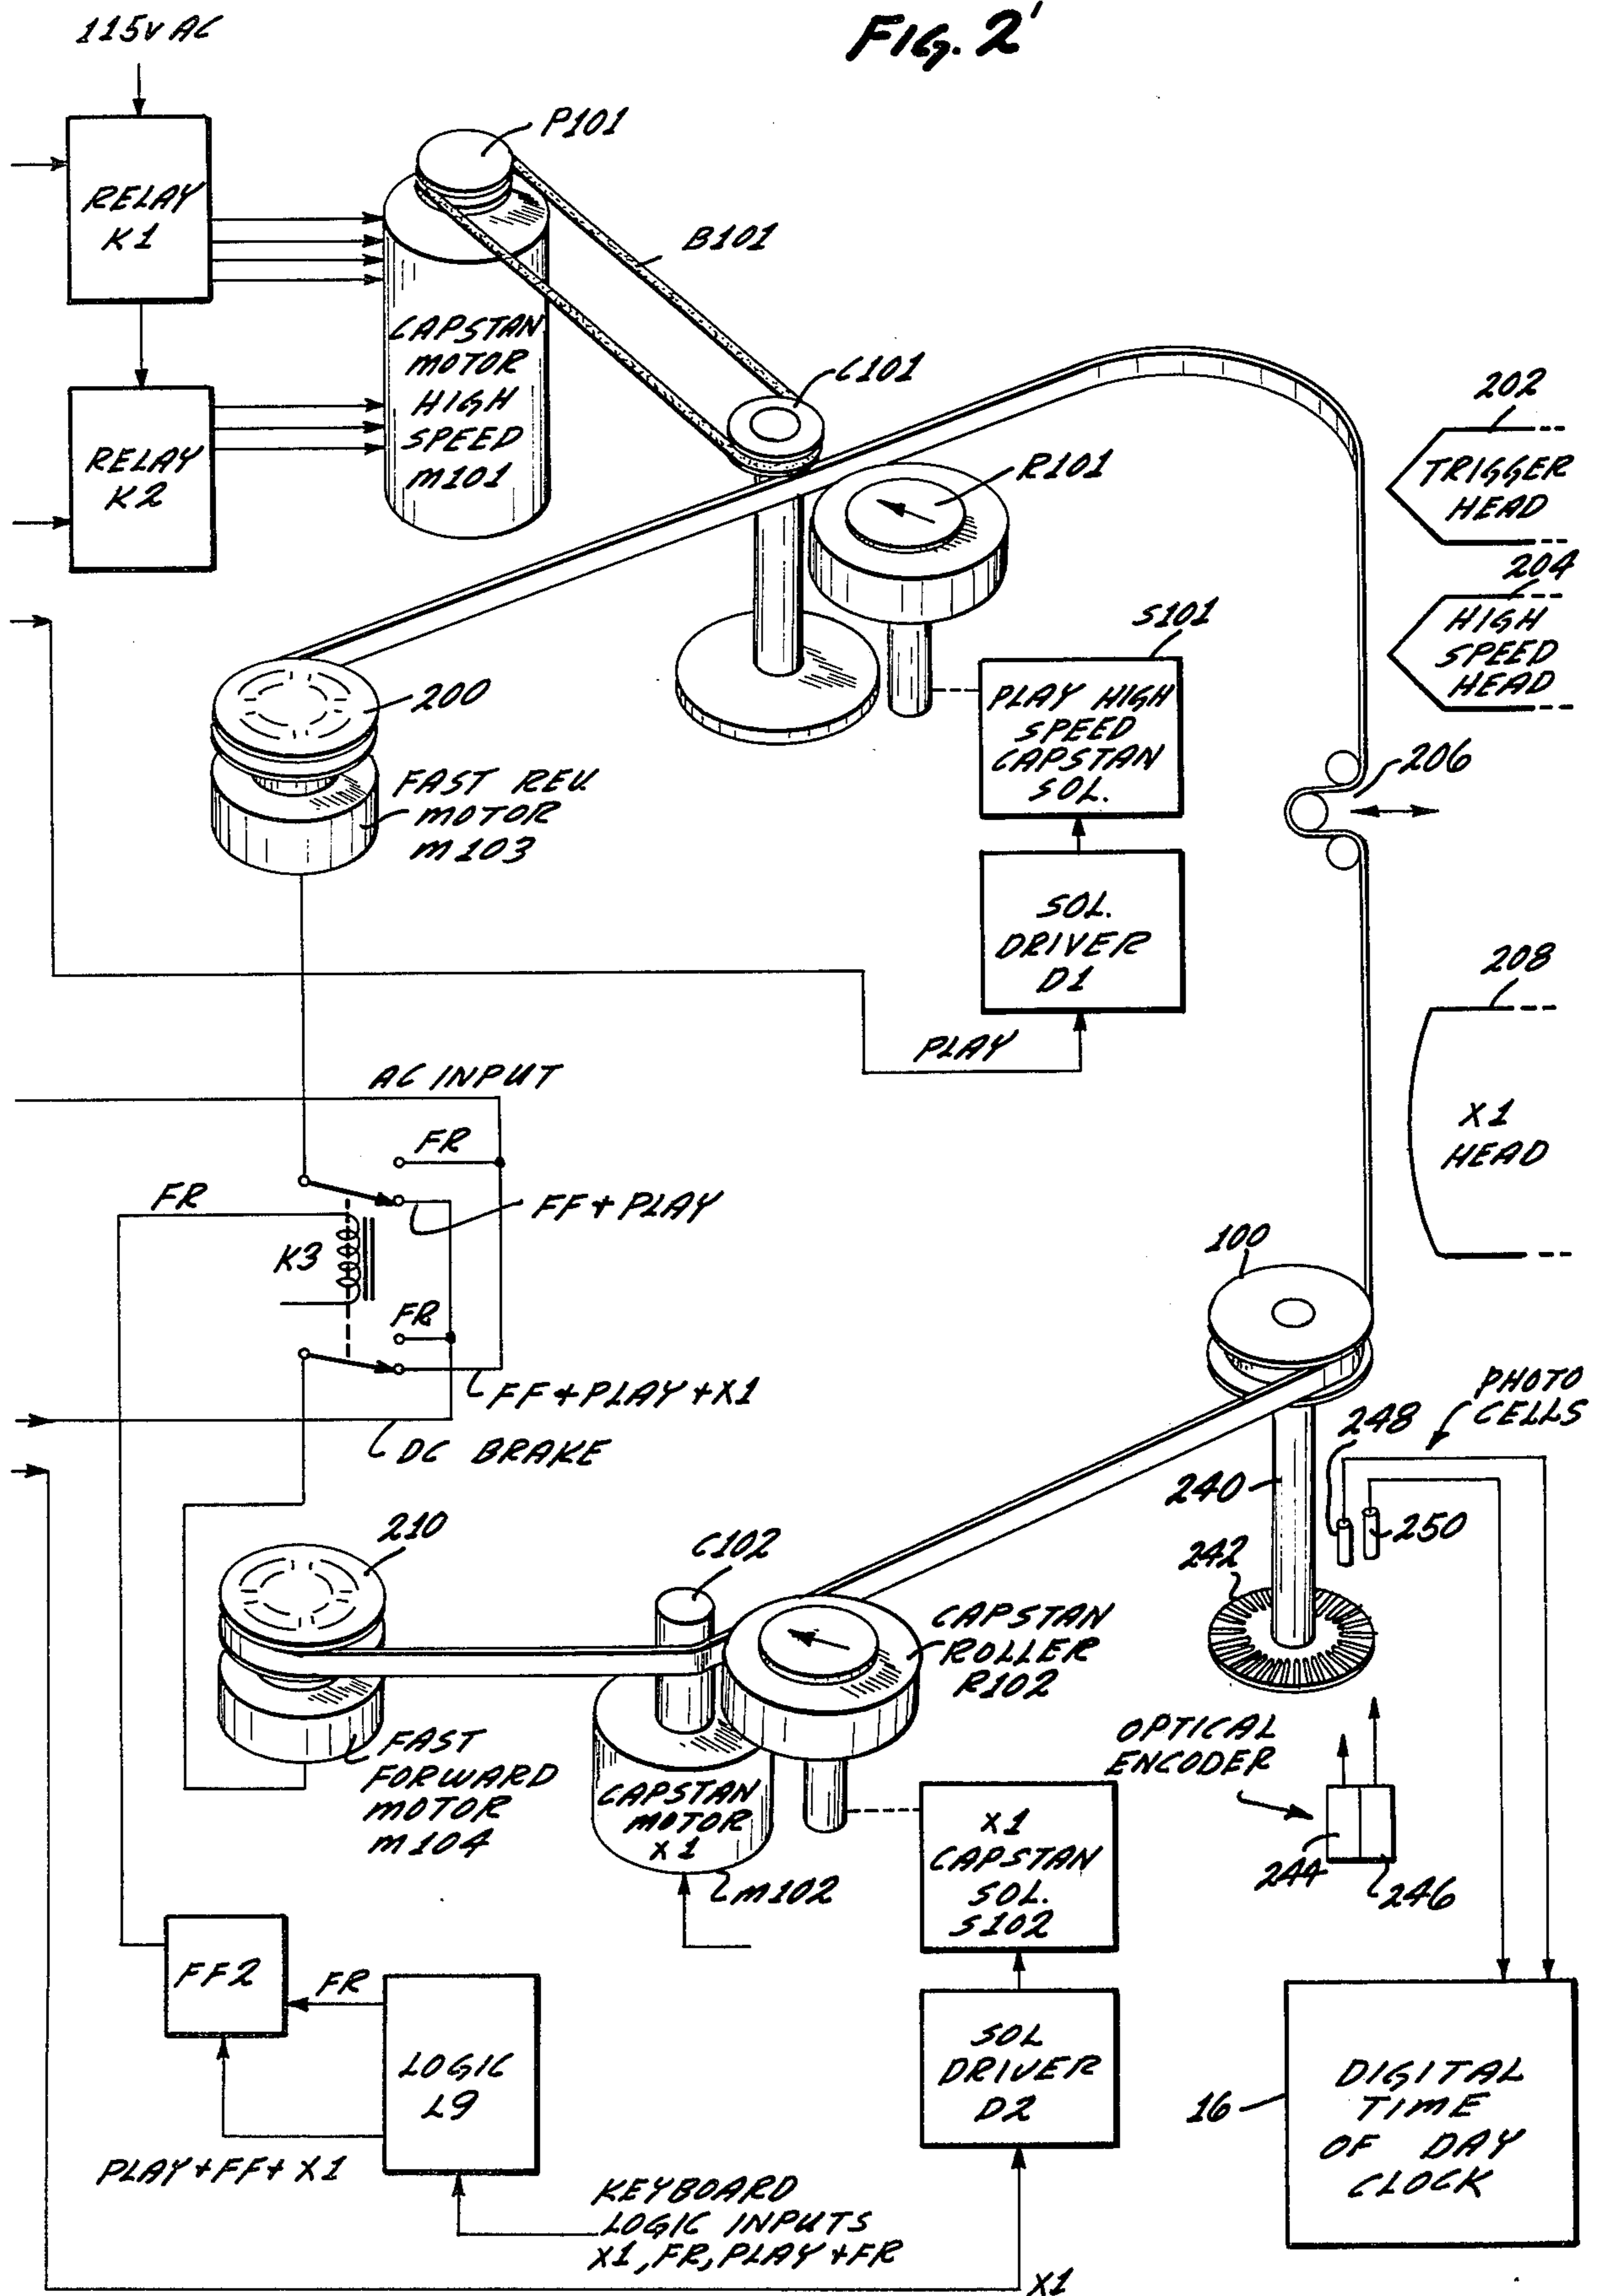 FIG. 2'
115V AC
P101
RELAY
K1
B101
CAPSTAN
MOTOR
HIGH
SPEED
M101
C101
202
TRIGGER
HEAD
RELAY
K2
R101
204
HIGH
SPEED
HEAD
S101
PLAY HIGH
SPEED
CAPSTAN
SOL.
200
FAST REV.
MOTOR
M103
206
SOL.
DRIVER
D1
208
PLAY
AC INPUT
X1
HEAD
FR
FR
FF+PLAY
K3
100
FR
FF+PLAY+X1
DC BRAKE
PHOTO
CELLS
248
240
250
210
C102
242
CAPSTAN
ROLLER
R102
OPTICAL
ENCODER
FAST
FORWARD
MOTOR
M104
CAPSTAN
MOTOR
X1
M102
X1
CAPSTAN
SOL.
S102
244
246
FF2
FR
LOGIC
L9
SOL
DRIVER
D2
16
DIGITAL
TIME
OF DAY
CLOCK
PLAY+FF+X1
KEYBOARD
LOGIC INPUTS
X1, FR, PLAY+FR
X1